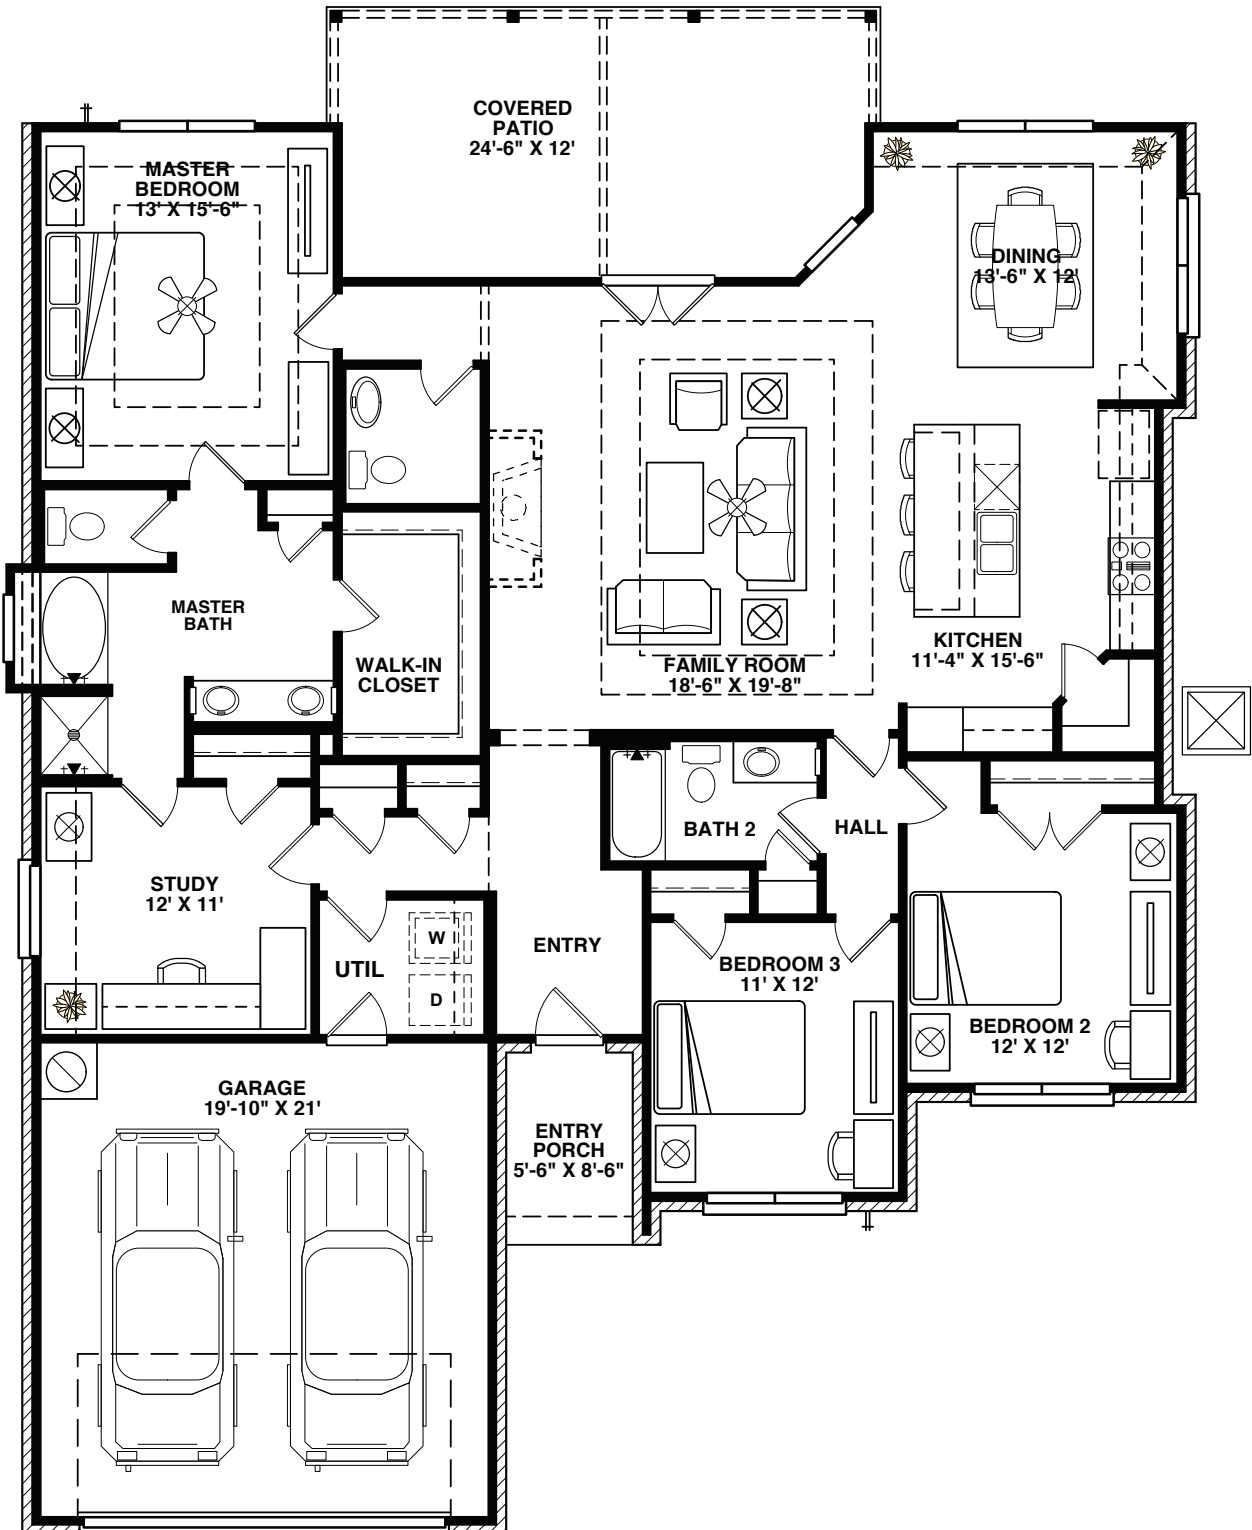 COVERED
PATIO
24'-6" X 12'
MASTER
BEDROOM
13' X 15'-6"
DINING
13'-6" X 12'
MASTER
BATH
WALK-IN
CLOSET
FAMILY ROOM
18'-6" X 19'-8"
KITCHEN
11'-4" X 15'-6"
BATH 2
HALL
STUDY
12' X 11'
W
D
UTIL
ENTRY
BEDROOM 3
11' X 12'
BEDROOM 2
12' X 12'
GARAGE
19'-10" X 21'
ENTRY
PORCH
5'-6" X 8'-6"